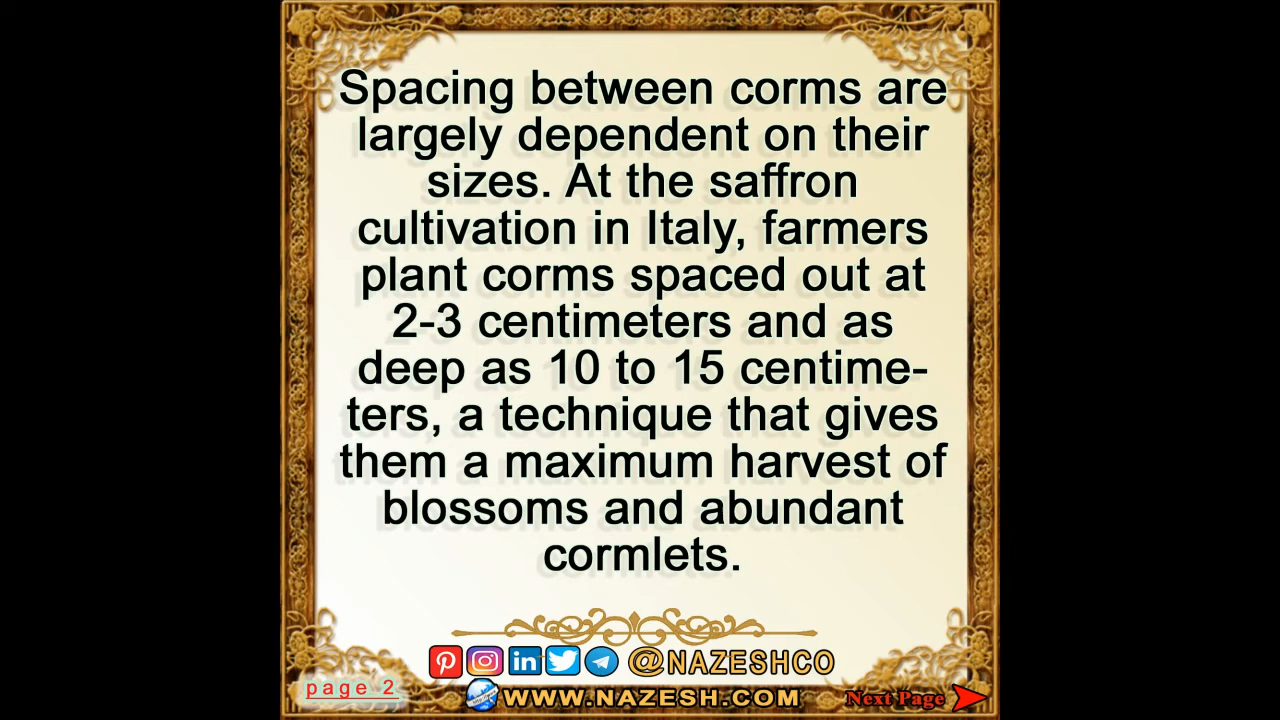 Spacing between corms are
largely dependent on their
sizes. At the saffron
cultivation in Italy, farmers
plant corms spaced out at
2-3 centimeters and as
deep as 10 to 15 centime-
ters, a technique that gives
them a maximum harvest of
blossoms and abundant
cormlets.
@NAZESHCO
page 2
WWW.NAZESH.COM
Next Page